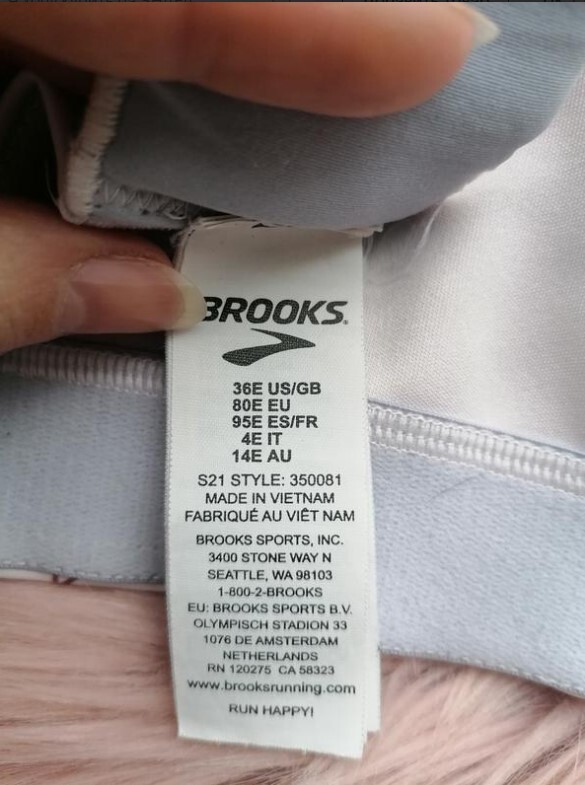 BROOKS.
36E US/GB
80E EU
95E ES/FR
4E IT
14E AU
S21 STYLE: 350081
MADE IN VIETNAM
FABRIQUÉ AU VIÊT NAM
BROOKS SPORTS, INC.
3400 STONE WAY N
SEATTLE, WA 98103
1-800-2-BROOKS
EU: BROOKS SPORTS B.V.
OLYMPISCH STADION 33
1076 DE AMSTERDAM
NETHERLANDS
RN 120275 CA 58323
www.brooksrunning.com
RUN HAPPY!